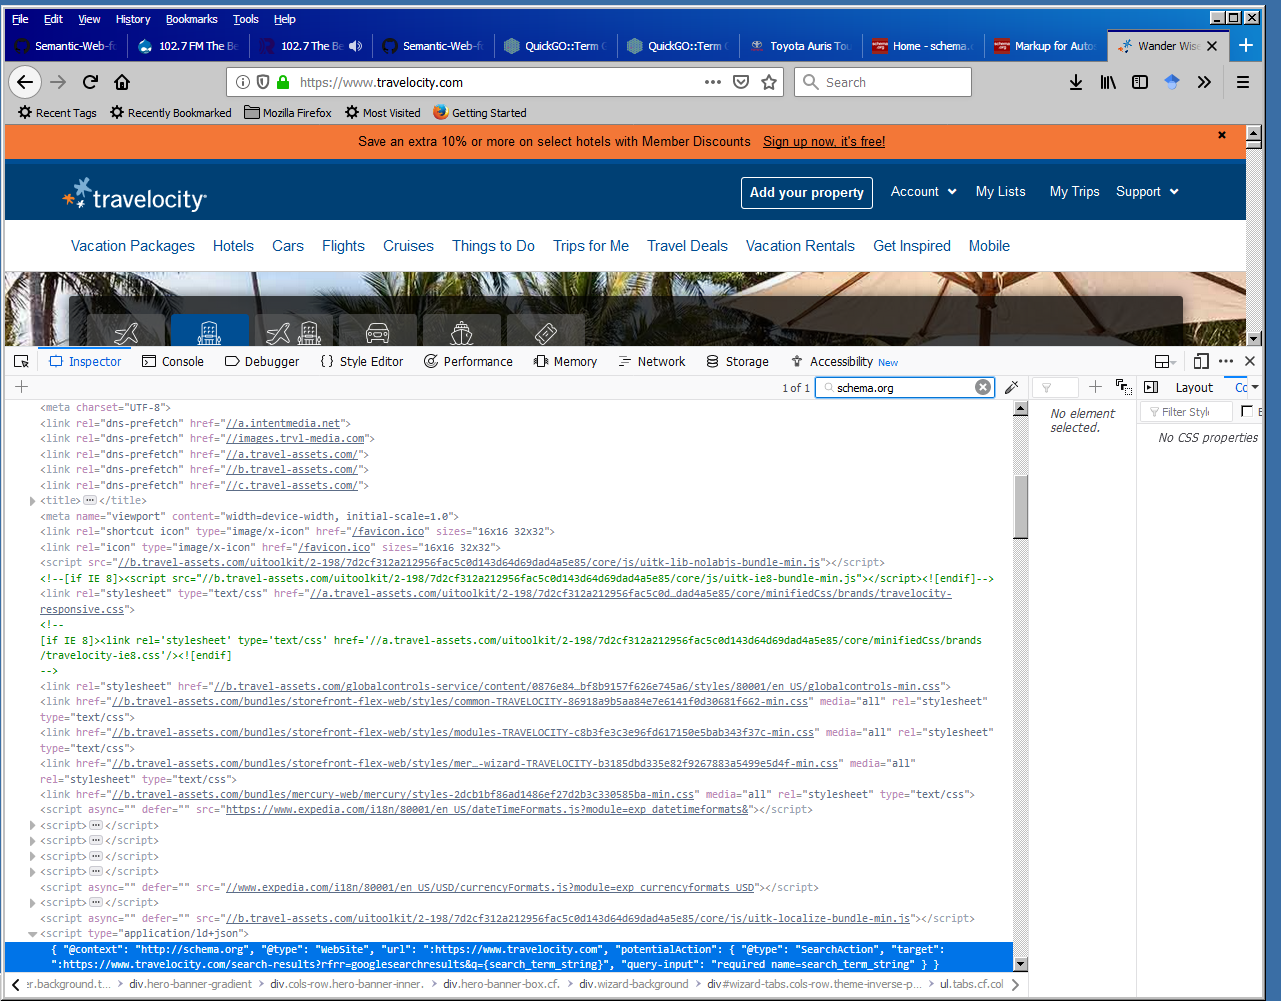 File Edit View History Bookmarks Tools Help
Semantic-Web-f 102.7 FM The Be 102.7 The Be Semantic-Web-f QuickGO::Term QuickGO::Term Toyota Auris Tou Home - schema. Markup for Autos Wander Wise
https://www.travelocity.com Search
Recent Tags Recently Bookmarked Mozilla Firefox Most Visited Getting Started
Save an extra 10% or more on select hotels with Member Discounts Sign up now, it's free!
travelocity Add your property Account My Lists My Trips Support
Vacation Packages Hotels Cars Flights Cruises Things to Do Trips for Me Travel Deals Vacation Rentals Get Inspired Mobile
Inspector Console Debugger { } Style Editor Performance Memory Network Storage Accessibility New
1 of 1 schema.org Layout
Filter Style
No element
selected.
No CSS properties
<meta charset="UTF-8">
<link rel="dns-prefetch" href="//a.intentmedia.net">
<link rel="dns-prefetch" href="//images.trvl-media.com">
<link rel="dns-prefetch" href="//a.travel-assets.com/">
<link rel="dns-prefetch" href="//b.travel-assets.com/">
<link rel="dns-prefetch" href="//c.travel-assets.com/">
<title>…</title>
<meta name="viewport" content="width=device-width, initial-scale=1.0">
<link rel="shortcut icon" type="image/x-icon" href="/favicon.ico" sizes="16x16 32x32">
<link rel="icon" type="image/x-icon" href="/favicon.ico" sizes="16x16 32x32">
<script src="//b.travel-assets.com/uitoolkit/2-198/7d2cf312a212956fac5c0d143d64d69dad4a5e85/core/js/uitk-lib-nolabjs-bundle-min.js"></script>
<!--[if IE 8]><script src="//b.travel-assets.com/uitoolkit/2-198/7d2cf312a212956fac5c0d143d64d69dad4a5e85/core/js/uitk-ie8-bundle-min.js"></script><![endif]-->
<link rel="stylesheet" type="text/css" href="//a.travel-assets.com/uitoolkit/2-198/7d2cf312a212956fac5c0d…dad4a5e85/core/minifiedCss/brands/travelocity-
responsive.css">
<!--
[if IE 8]><link rel='stylesheet' type='text/css' href='//a.travel-assets.com/uitoolkit/2-198/7d2cf312a212956fac5c0d143d64d69dad4a5e85/core/minifiedCss/brands
/travelocity-ie8.css'/><![endif]
-->
<link rel="stylesheet" href="//b.travel-assets.com/globalcontrols-service/content/0876e84…bf8b9157f626e745a6/styles/80001/en_US/globalcontrols-min.css">
<link href="//b.travel-assets.com/bundles/storefront-flex-web/styles/common-TRAVELOCITY-86918a9b5aa84e7e6141f0d30681f662-min.css" media="all" rel="stylesheet"
type="text/css">
<link href="//b.travel-assets.com/bundles/storefront-flex-web/styles/modules-TRAVELOCITY-c8b3fe3c3e96fd617150e5bab343f37c-min.css" media="all" rel="stylesheet"
type="text/css">
<link href="//b.travel-assets.com/bundles/storefront-flex-web/styles/mer…-wizard-TRAVELOCITY-b3185dbd335e82f9267883a5499e5d4f-min.css" media="all"
rel="stylesheet" type="text/css">
<link href="//b.travel-assets.com/bundles/mercury-web/mercury/styles-2dcb1bf86ad1486ef27d2b3c330585ba-min.css" media="all" rel="stylesheet" type="text/css">
<script async="" defer="" src="https://www.expedia.com/i18n/80001/en_US/dateTimeFormats.js?module=exp_datetimeformats&"></script>
<script>…</script>
<script>…</script>
<script>…</script>
<script>…</script>
<script async="" defer="" src="//www.expedia.com/i18n/80001/en_US/USD/currencyFormats.js?module=exp_currencyformats_USD"></script>
<script>…</script>
<script async="" defer="" src="//b.travel-assets.com/uitoolkit/2-198/7d2cf312a212956fac5c0d143d64d69dad4a5e85/core/js/uitk-localize-bundle-min.js"></script>
<script type="application/ld+json">
{ "@context": "http://schema.org", "@type": "WebSite", "url": ":https://www.travelocity.com", "potentialAction": { "@type": "SearchAction", "target":
":https://www.travelocity.com/search-results?rfrr=googlesearchresults&q={search_term_string}", "query-input": "required name=search_term_string" } }
er.background.t… div.hero-banner-gradient div.cols-row.hero-banner-inner. div.hero-banner-box.cf. div.wizard-background div#wizard-tabs.cols-row.theme-inverse-p… ul.tabs.cf.col